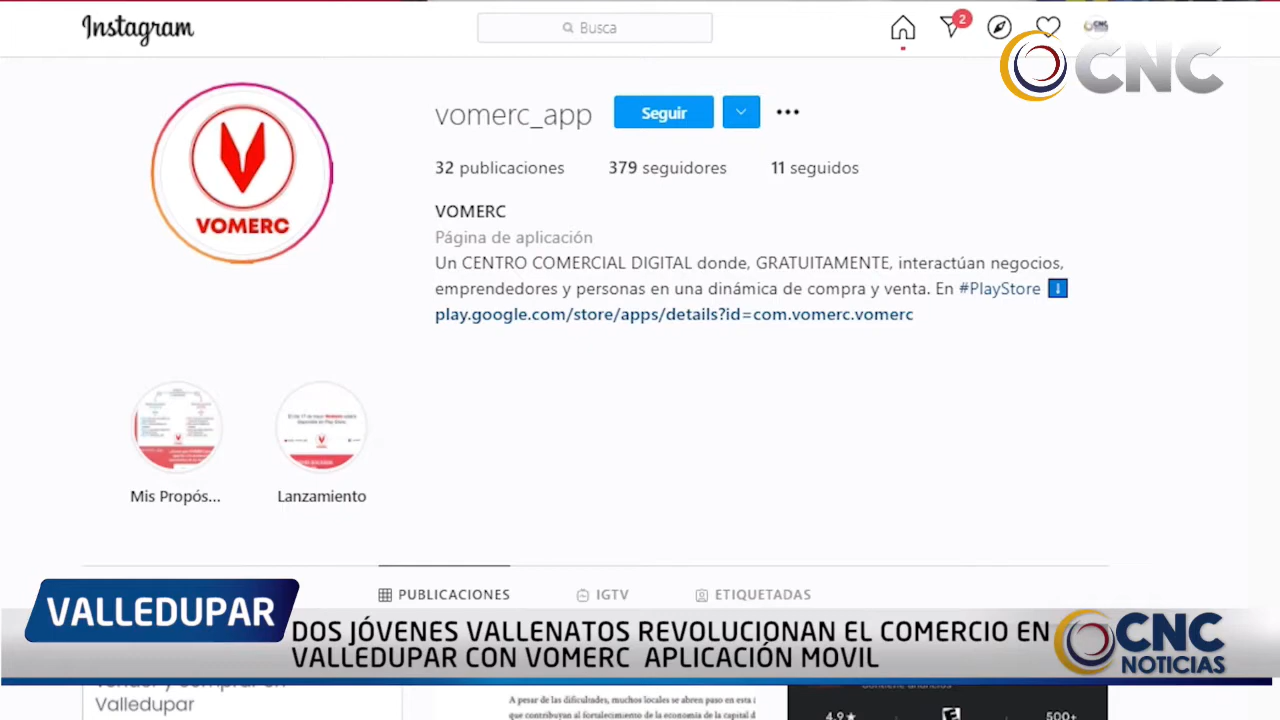 Instagram
Busca
2
CNC
vomerc_app
Seguir
32 publicaciones
379 seguidores
11 seguidos
VOMERC
VOMERC
Página de aplicación
Un CENTRO COMERCIAL DIGITAL donde, GRATUITAMENTE, interactúan negocios,
emprendedores y personas en una dinámica de compra y venta. En #PlayStore
play.google.com/store/apps/details?id=com.vomerc.vomerc
Mis Propós...
Lanzamiento
PUBLICACIONES
IGTV
ETIQUETADAS
VALLEDUPAR
DOS JÓVENES VALLENATOS REVOLUCIONAN EL COMERCIO EN
VALLEDUPAR CON VOMERC APLICACIÓN MOVIL
CNC
NOTICIAS
Valledupar
A pesar de las dificultades, muchos locales se abren paso en esta
que contribuyan al fortalecimiento de la economía de la capital d
4,9★
500+